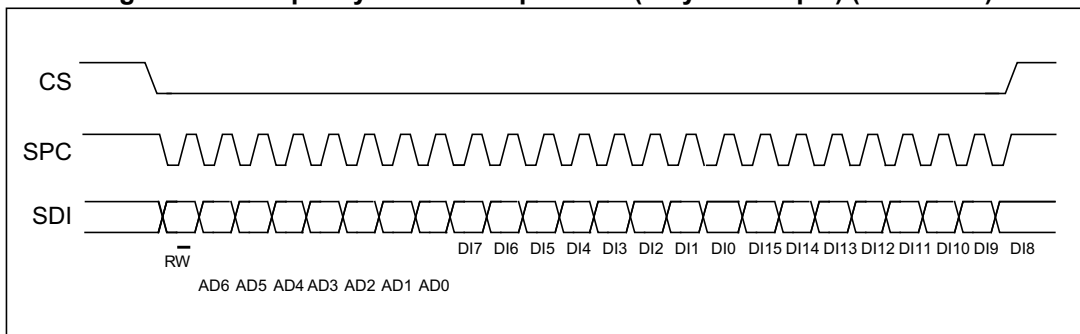 CS
SPC
SDI
DI7 DI6 DI5 DI4 DI3 DI2 DI1 DI0 DI15 DI14 DI13 DI12 DI11 DI10 DI9 DI8
RW
AD6 AD5 AD4 AD3 AD2 AD1 AD0